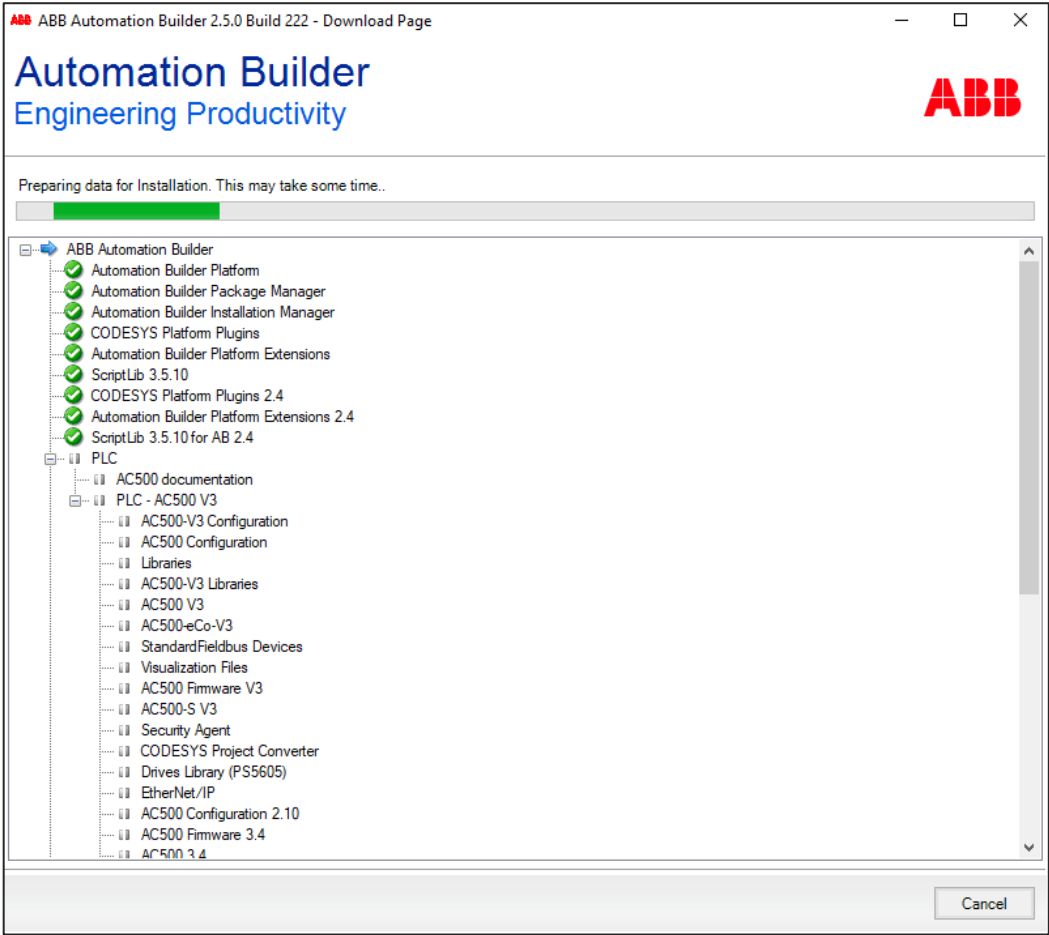 ABB ABB Automation Builder 2.5.0 Build 222 - Download Page
Automation Builder
Engineering Productivity
ABB
Preparing data for Installation. This may take some time..
ABB Automation Builder
Automation Builder Platform
Automation Builder Package Manager
Automation Builder Installation Manager
CODESYS Platform Plugins
Automation Builder Platform Extensions
ScriptLib 3.5.10
CODESYS Platform Plugins 2.4
Automation Builder Platform Extensions 2.4
ScriptLib 3.5.10 for AB 2.4
PLC
AC500 documentation
PLC - AC500 V3
AC500-V3 Configuration
AC500 Configuration
Libraries
AC500-V3 Libraries
AC500 V3
AC500-eCo-V3
StandardFieldbus Devices
Visualization Files
AC500 Firmware V3
AC500-S V3
Security Agent
CODESYS Project Converter
Drives Library (PS5605)
EtherNet/IP
AC500 Configuration 2.10
AC500 Firmware 3.4
AC500 3.4
Cancel